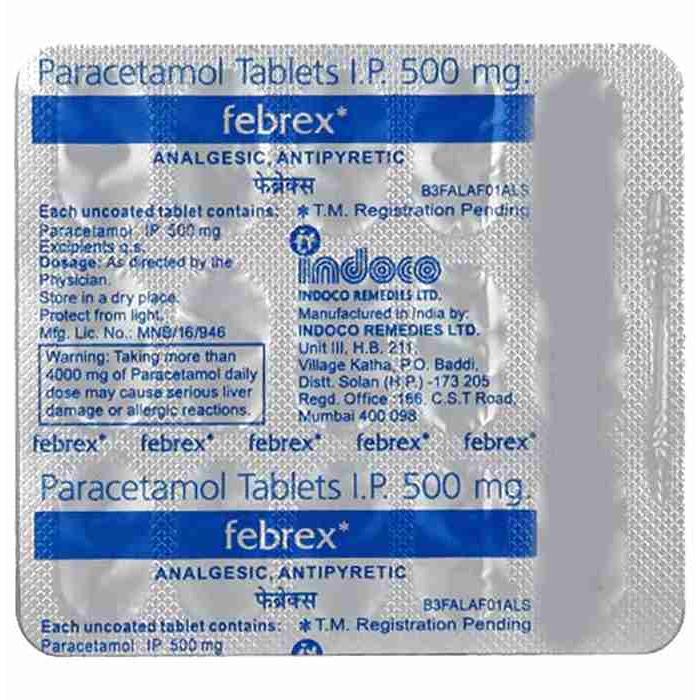 Paracetamol Tablets I.P. 500 mg.
febrex*
ANALGESIC, ANTIPYRETIC
फेब्रेक्स
B3FALAF01ALS
Each uncoated tablet contains:
Paracetamol I.P. 500 mg
Excipients q.s.
Dosage: As directed by the
Physician.
Store in a dry place.
Protect from light.
Mfg. Lic. No.: MNB/16/946
Warning: Taking more than
4000 mg of Paracetamol daily
dose may cause serious liver
damage or allergic reactions.
* T.M. Registration Pending
indoco
INDOCO REMEDIES LTD.
Manufactured in India by:
INDOCO REMEDIES LTD.
Unit III, H.B. 211,
Village Katha, P.O. Baddi,
Distt. Solan (H.P.) -173 205
Regd. Office :166, C.S.T Road,
Mumbai 400 098
febrex* febrex* febrex* febrex* febrex*
Paracetamol Tablets I.P. 500 mg.
febrex*
ANALGESIC, ANTIPYRETIC
फेब्रेक्स
B3FALAF01ALS
Each uncoated tablet contains: * T.M. Registration Pending
Paracetamol IP 500 mg